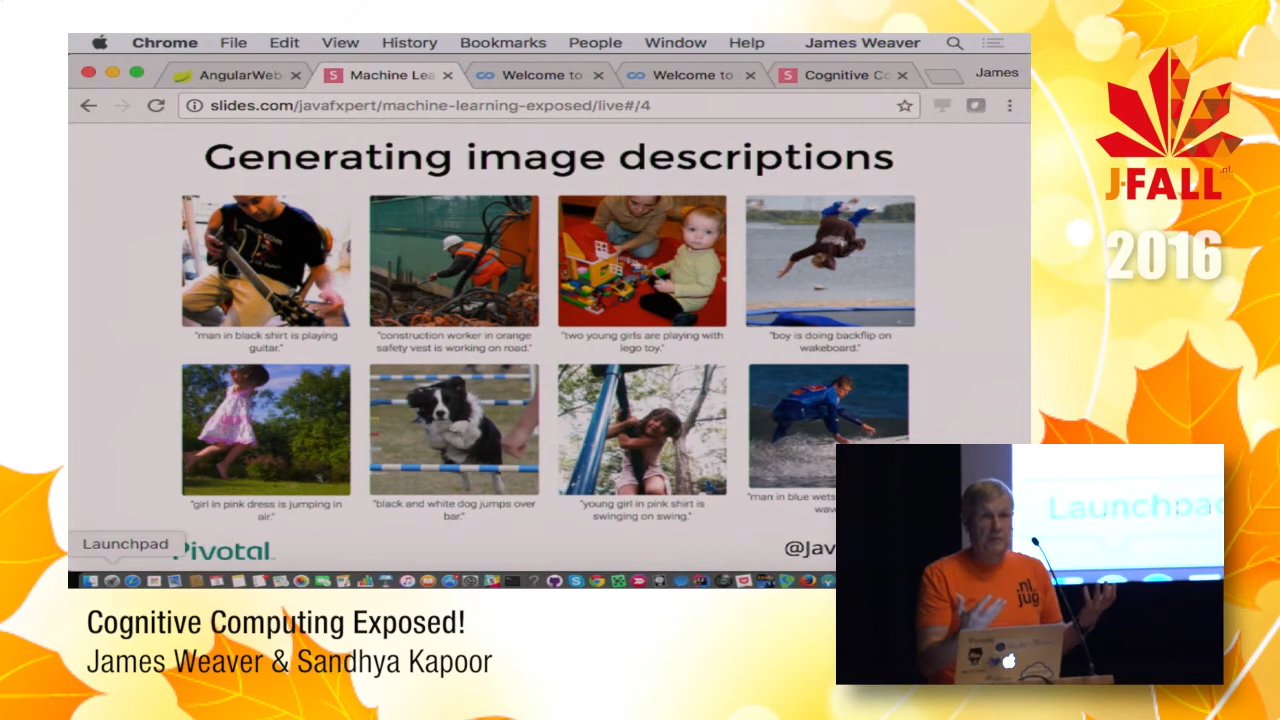 Chrome File Edit View History Bookmarks People Window Help James Weaver
AngularWeb Machine Lea Welcome to Welcome to Cognitive Co James
slides.com/javafxpert/machine-learning-exposed/live#/4
Generating image descriptions
"man in black shirt is playing
guitar."
"construction worker in orange
safety vest is working on road."
"two young girls are playing with
lego toy."
"boy is doing backflip on
wakeboard."
"girl in pink dress is jumping in
air."
"black and white dog jumps over
bar."
"young girl in pink shirt is
swinging on swing."
"man in blue wets
wav
Launchpad
Pivotal
@Jav
J-FALL
.nl
2016
Launchpad
.nl
jug
Cognitive Computing Exposed!
James Weaver & Sandhya Kapoor